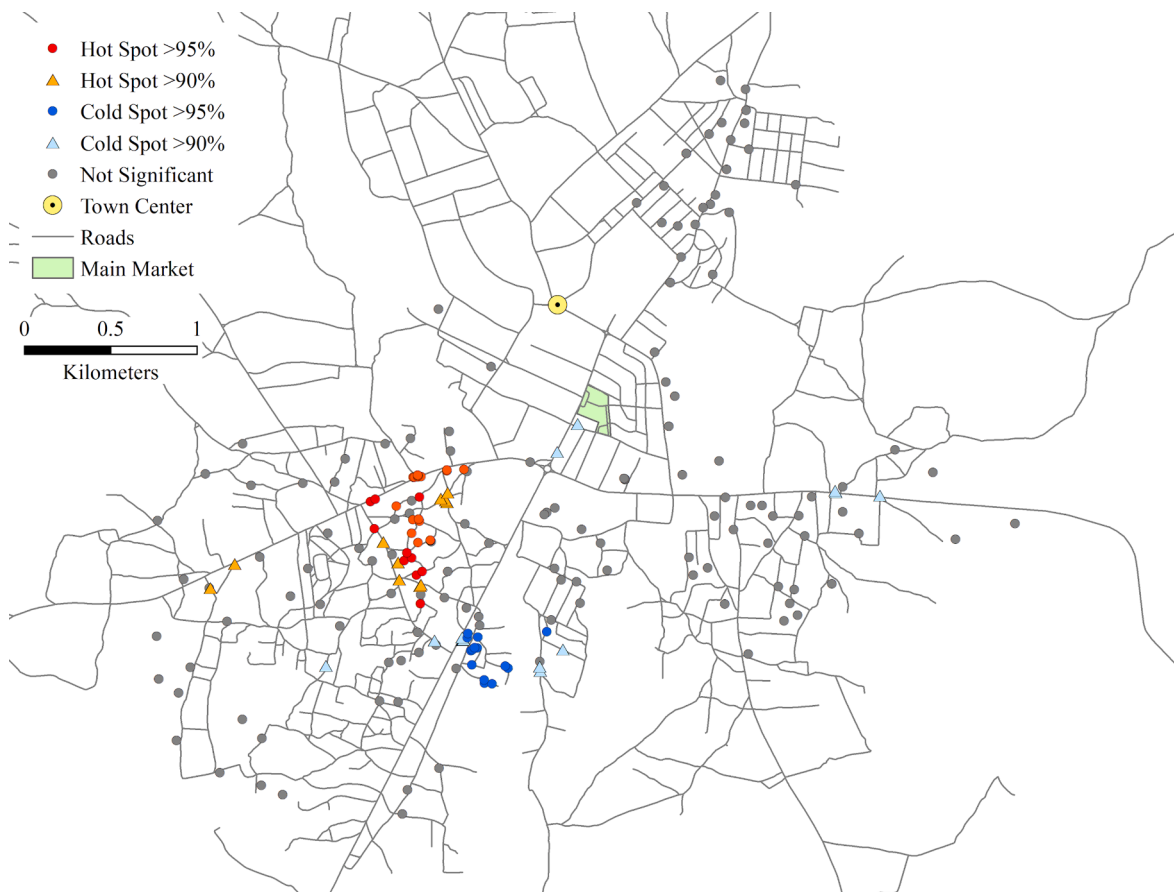 Hot Spot >95%
Hot Spot >90%
Cold Spot >95%
Cold Spot >90%
Not Significant
Town Center
Roads
Main Market
0 0.5 1
Kilometers